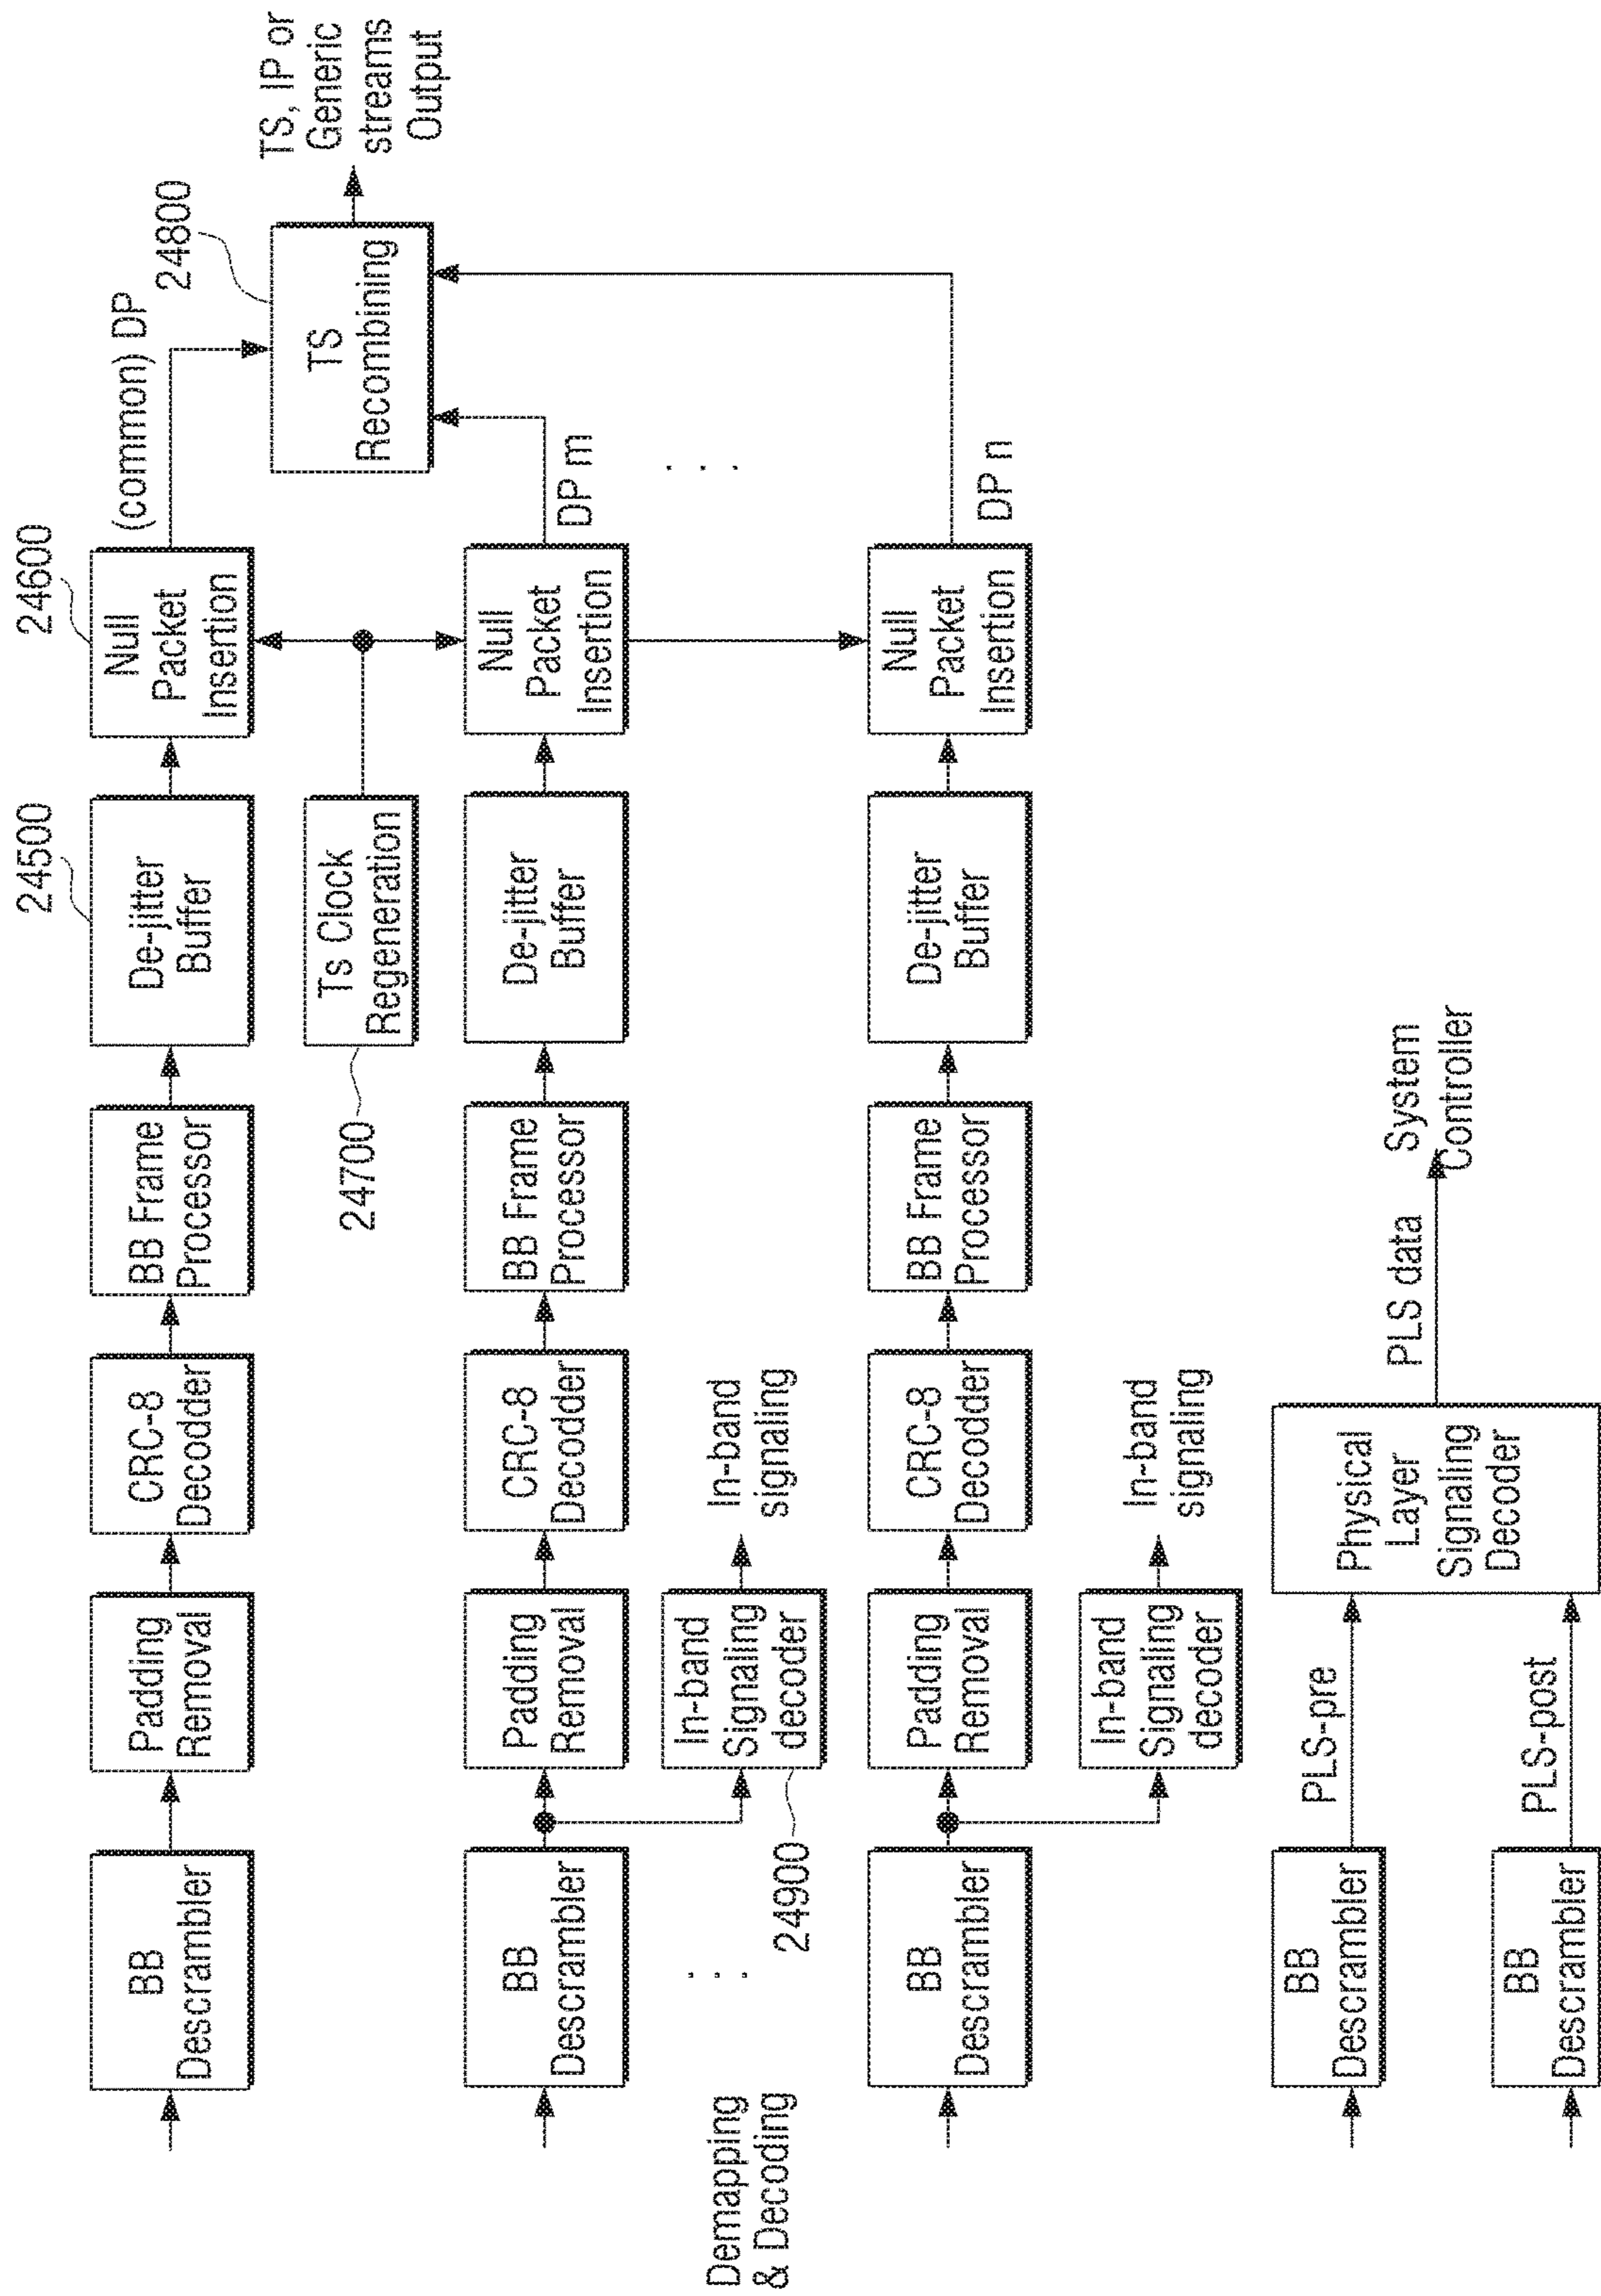 24500
24600
(common) DP
24800
BB
Descrambler
Padding
Removal
CRC-8
Decoder
BB Frame
Processor
De-jitter
Buffer
Null
Packet
Insertion
TS
Recombining
TS, IP or
Generic
streams
Output
24700
Ts Clock
Regeneration
BB
Descrambler
Padding
Removal
CRC-8
Decoder
BB Frame
Processor
De-jitter
Buffer
Null
Packet
Insertion
DP m
. . .
Demapping
& Decoding
. . .
24900
In-band
Signaling
decoder
In-band
signaling
BB
Descrambler
Padding
Removal
CRC-8
Decoder
BB Frame
Processor
De-jitter
Buffer
Null
Packet
Insertion
DP n
In-band
Signaling
decoder
In-band
signaling
BB
Descrambler
PLS-pre
Physical
Layer
Signaling
Decoder
PLS data
System
Controller
BB
Descrambler
PLS-post